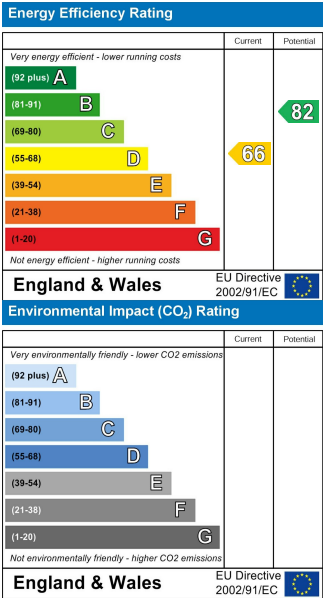 Energy Efficiency Rating
Current Potential
Very energy efficient - lower running costs
(92 plus) A
(81-91) B
82
(69-80) C
(55-68) D
66
(39-54) E
(21-38) F
(1-20) G
Not energy efficient - higher running costs
England & Wales
EU Directive
2002/91/EC
Environmental Impact (CO₂) Rating
Current Potential
Very environmentally friendly - lower CO2 emissions
(92 plus) A
(81-91) B
(69-80) C
(55-68) D
(39-54) E
(21-38) F
(1-20) G
Not environmentally friendly - higher CO2 emissions
England & Wales
EU Directive
2002/91/EC